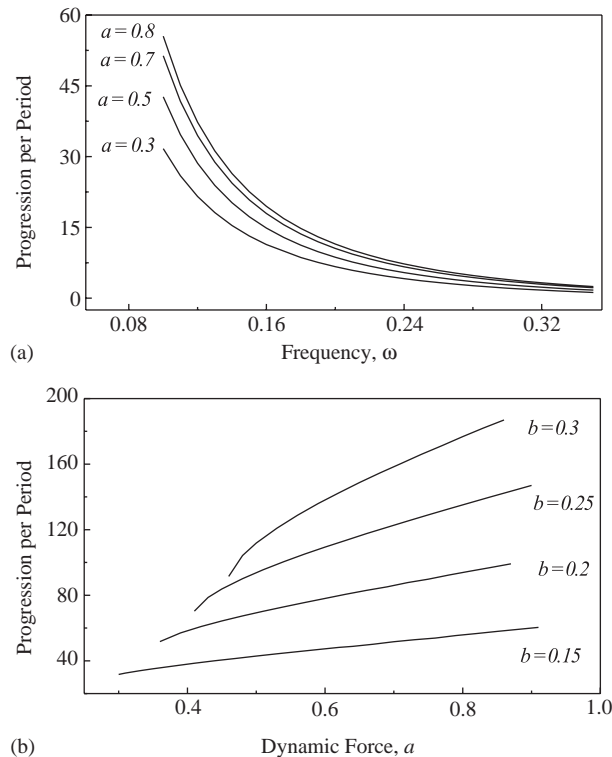 60
a = 0.8
a = 0.7
45
a = 0.5
a = 0.3
30
15
0
Progression per Period
0.08 0.16 0.24 0.32
(a) Frequency, ω
200
b = 0.3
160
b = 0.25
120
b = 0.2
80
b = 0.15
40
Progression per Period
0.4 0.6 0.8 1.0
(b) Dynamic Force, a